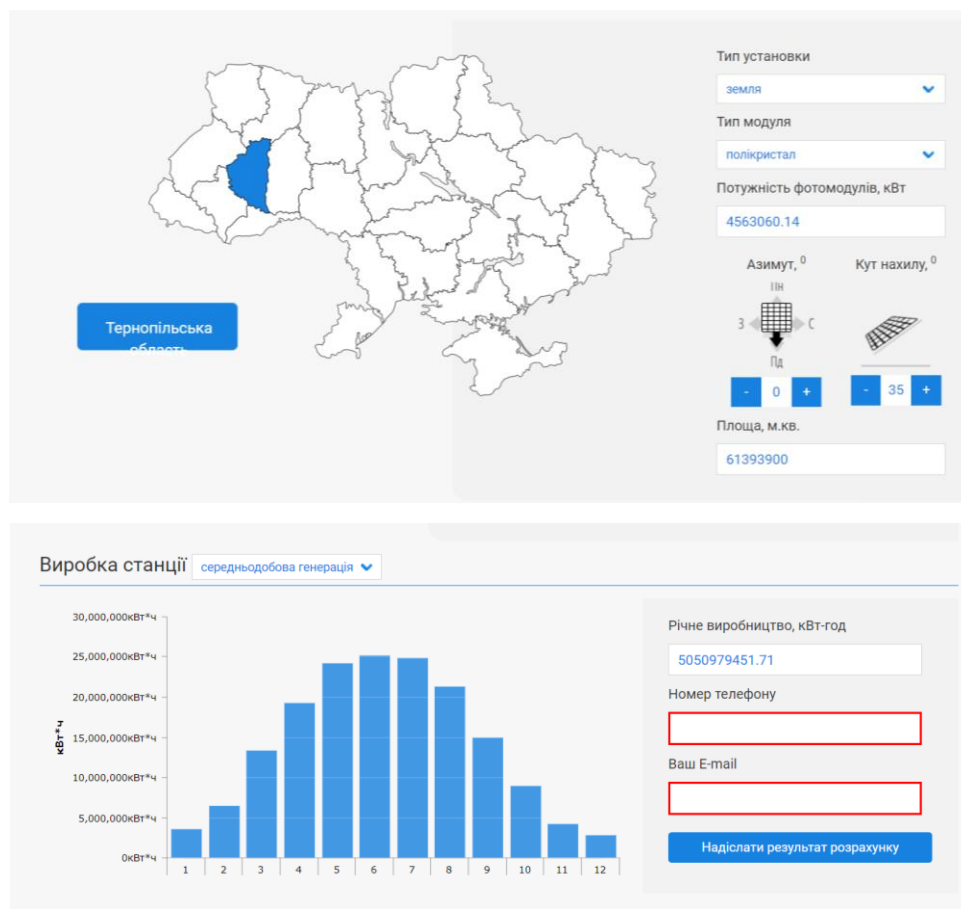 Тип установки
земля
Тип модуля
полікристал
Потужність фотомодулів, кВт
4563060.14
Азимут, 0
Кут нахилу, 0
Пн
З
С
Пд
- 0 +
- 35 +
Тернопільська
область
Площа, м.кв.
61393900
Виробка станції середньодобова генерація
30,000,000кВт*ч
25,000,000кВт*ч
20,000,000кВт*ч
15,000,000кВт*ч
10,000,000кВт*ч
5,000,000кВт*ч
0кВт*ч
кВт*ч
1 2 3 4 5 6 7 8 9 10 11 12
Річне виробництво, кВт-год
5050979451.71
Номер телефону
Ваш E-mail
Надіслати результат розрахунку